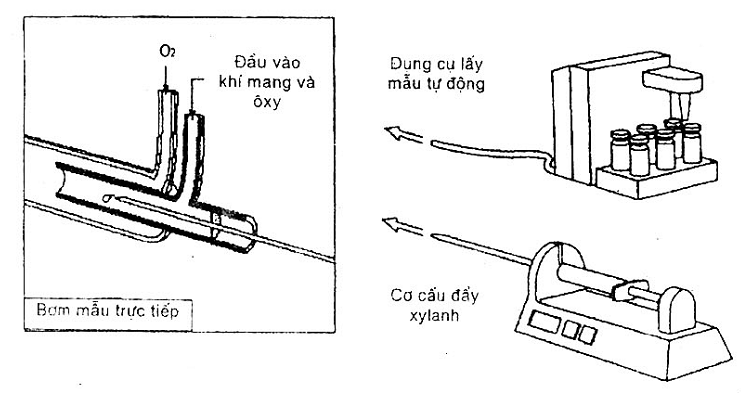 O₂
Đầu vào
khí mang và
ôxy
Bơm mẫu trực tiếp
Dụng cụ lấy
mẫu tự động
Cơ cấu đẩy
xylanh